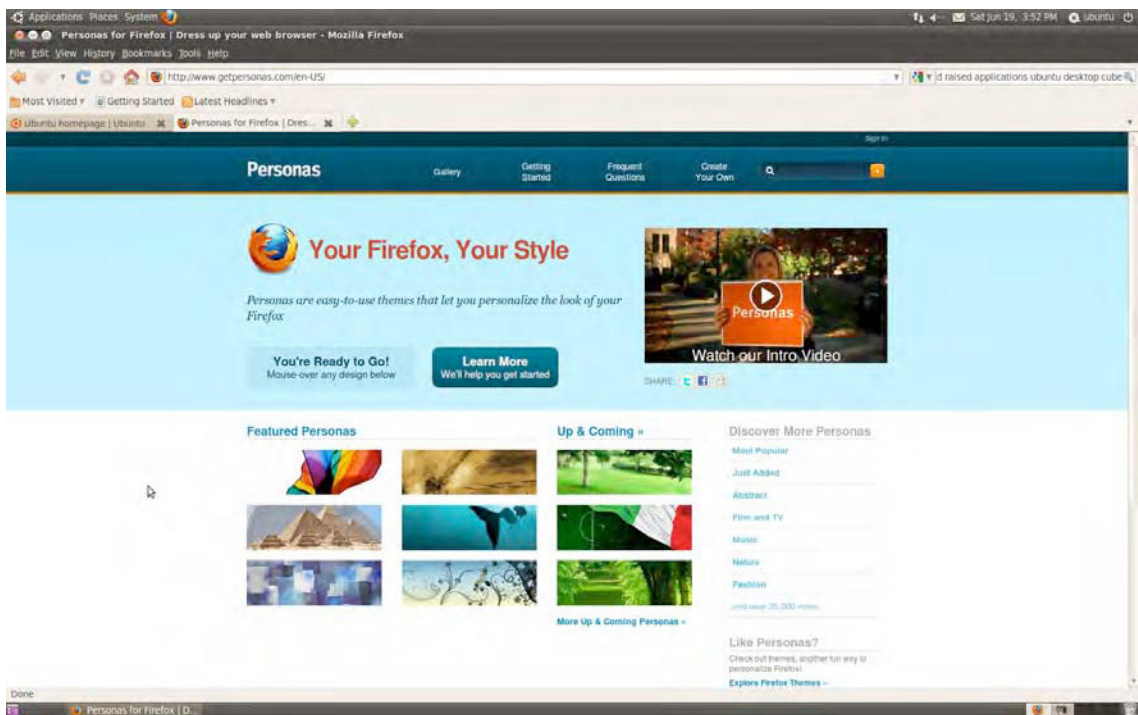 Applications Places System
Sat Jun 19, 3:52 PM ubuntu
Personas for Firefox | Dress up your web browser - Mozilla Firefox
File Edit View History Bookmarks Tools Help
http://www.getpersonas.com/en-US/
d raised applications ubuntu desktop cube
Most Visited Getting Started Latest Headlines
Ubuntu homepage | Ubuntu Personas for Firefox | Dres...
Sign In
Personas
Gallery
Getting Started
Frequent Questions
Create Your Own
Your Firefox, Your Style
Personas are easy-to-use themes that let you personalize the look of your
Firefox
You're Ready to Go!
Mouse-over any design below
Learn More
We'll help you get started
Personas
Watch our Intro Video
SHARE:
Featured Personas
Up & Coming »
More Up & Coming Personas »
Discover More Personas
Most Popular
Just Added
Abstract
Film and TV
Music
Nature
Fashion
and over 35,000 more
Like Personas?
Check out themes, another fun way to
personalize Firefox!
Explore Firefox Themes »
Done
Personas for Firefox | D...